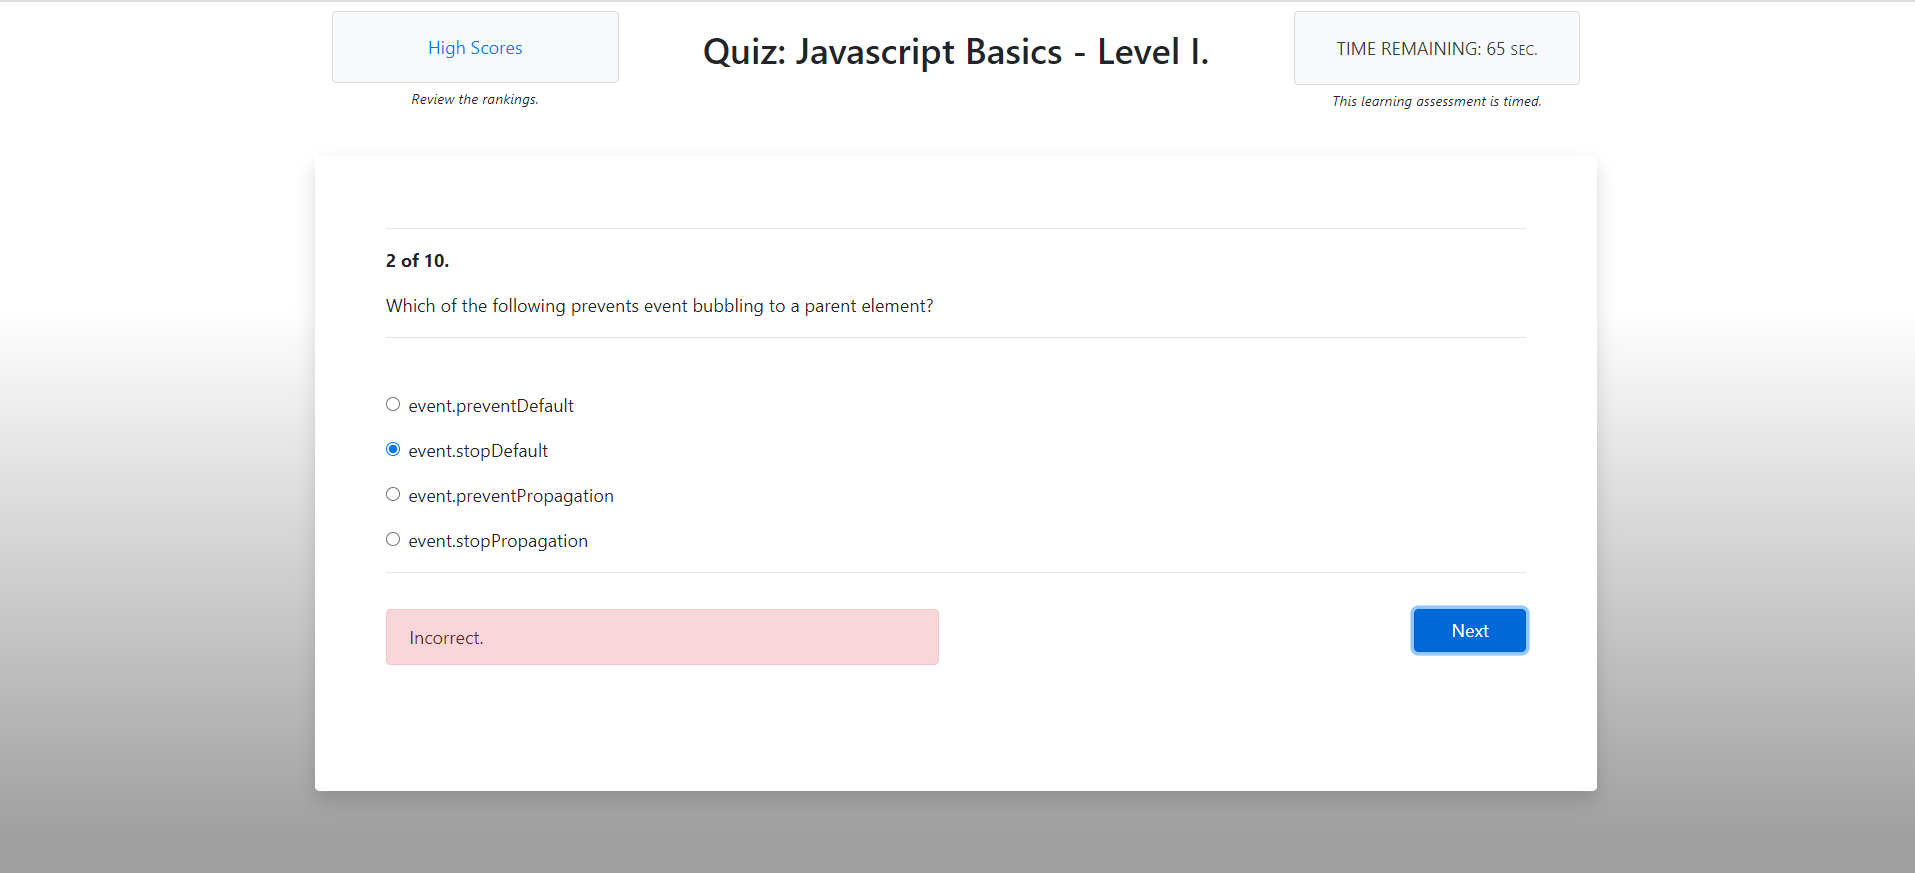 High Scores
Review the rankings.
Quiz: Javascript Basics - Level I.
TIME REMAINING: 65 SEC.
This learning assessment is timed.
2 of 10.
Which of the following prevents event bubbling to a parent element?
event.preventDefault
event.stopDefault
event.preventPropagation
event.stopPropagation
Incorrect.
Next